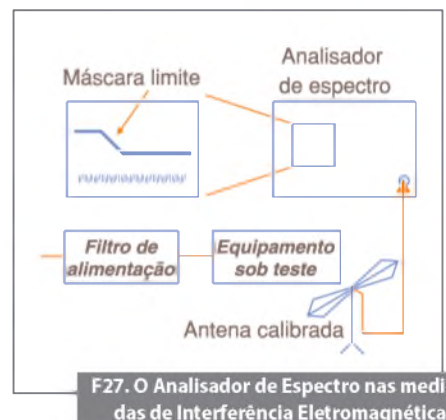 Máscara limite
Analisador
de espectro
Filtro de
alimentação
Equipamento
sob teste
Antena calibrada
F27. O Analisador de Espectro nas medi
das de Interferência Eletromagnética